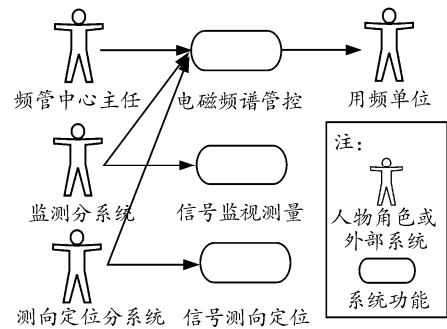 频管中心主任
电磁频谱管控
用频单位
监测分系统
信号监视测量
测向定位分系统
信号测向定位
注：
人物角色或
外部系统
系统功能